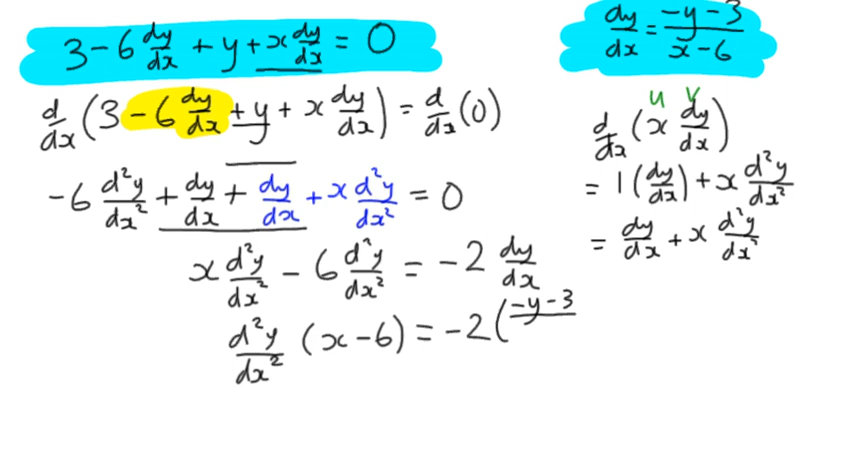 3 - 6 dy/dx + y + x dy/dx = 0
d/dx (3 - 6 dy/dx + y + x dy/dx) = d/dx (0)
-6 d²y/dx² + dy/dx + dy/dx + x d²y/dx² = 0
x d²y/dx² - 6 d²y/dx² = -2 dy/dx
d²y/dx² (x - 6) = -2 (-y - 3
dy/dx = -y - 3/x - 6
u v
d/dx (x dy/dx)
= 1 (dy/dx) + x d²y/dx²
= dy/dx + x d²y/dx²